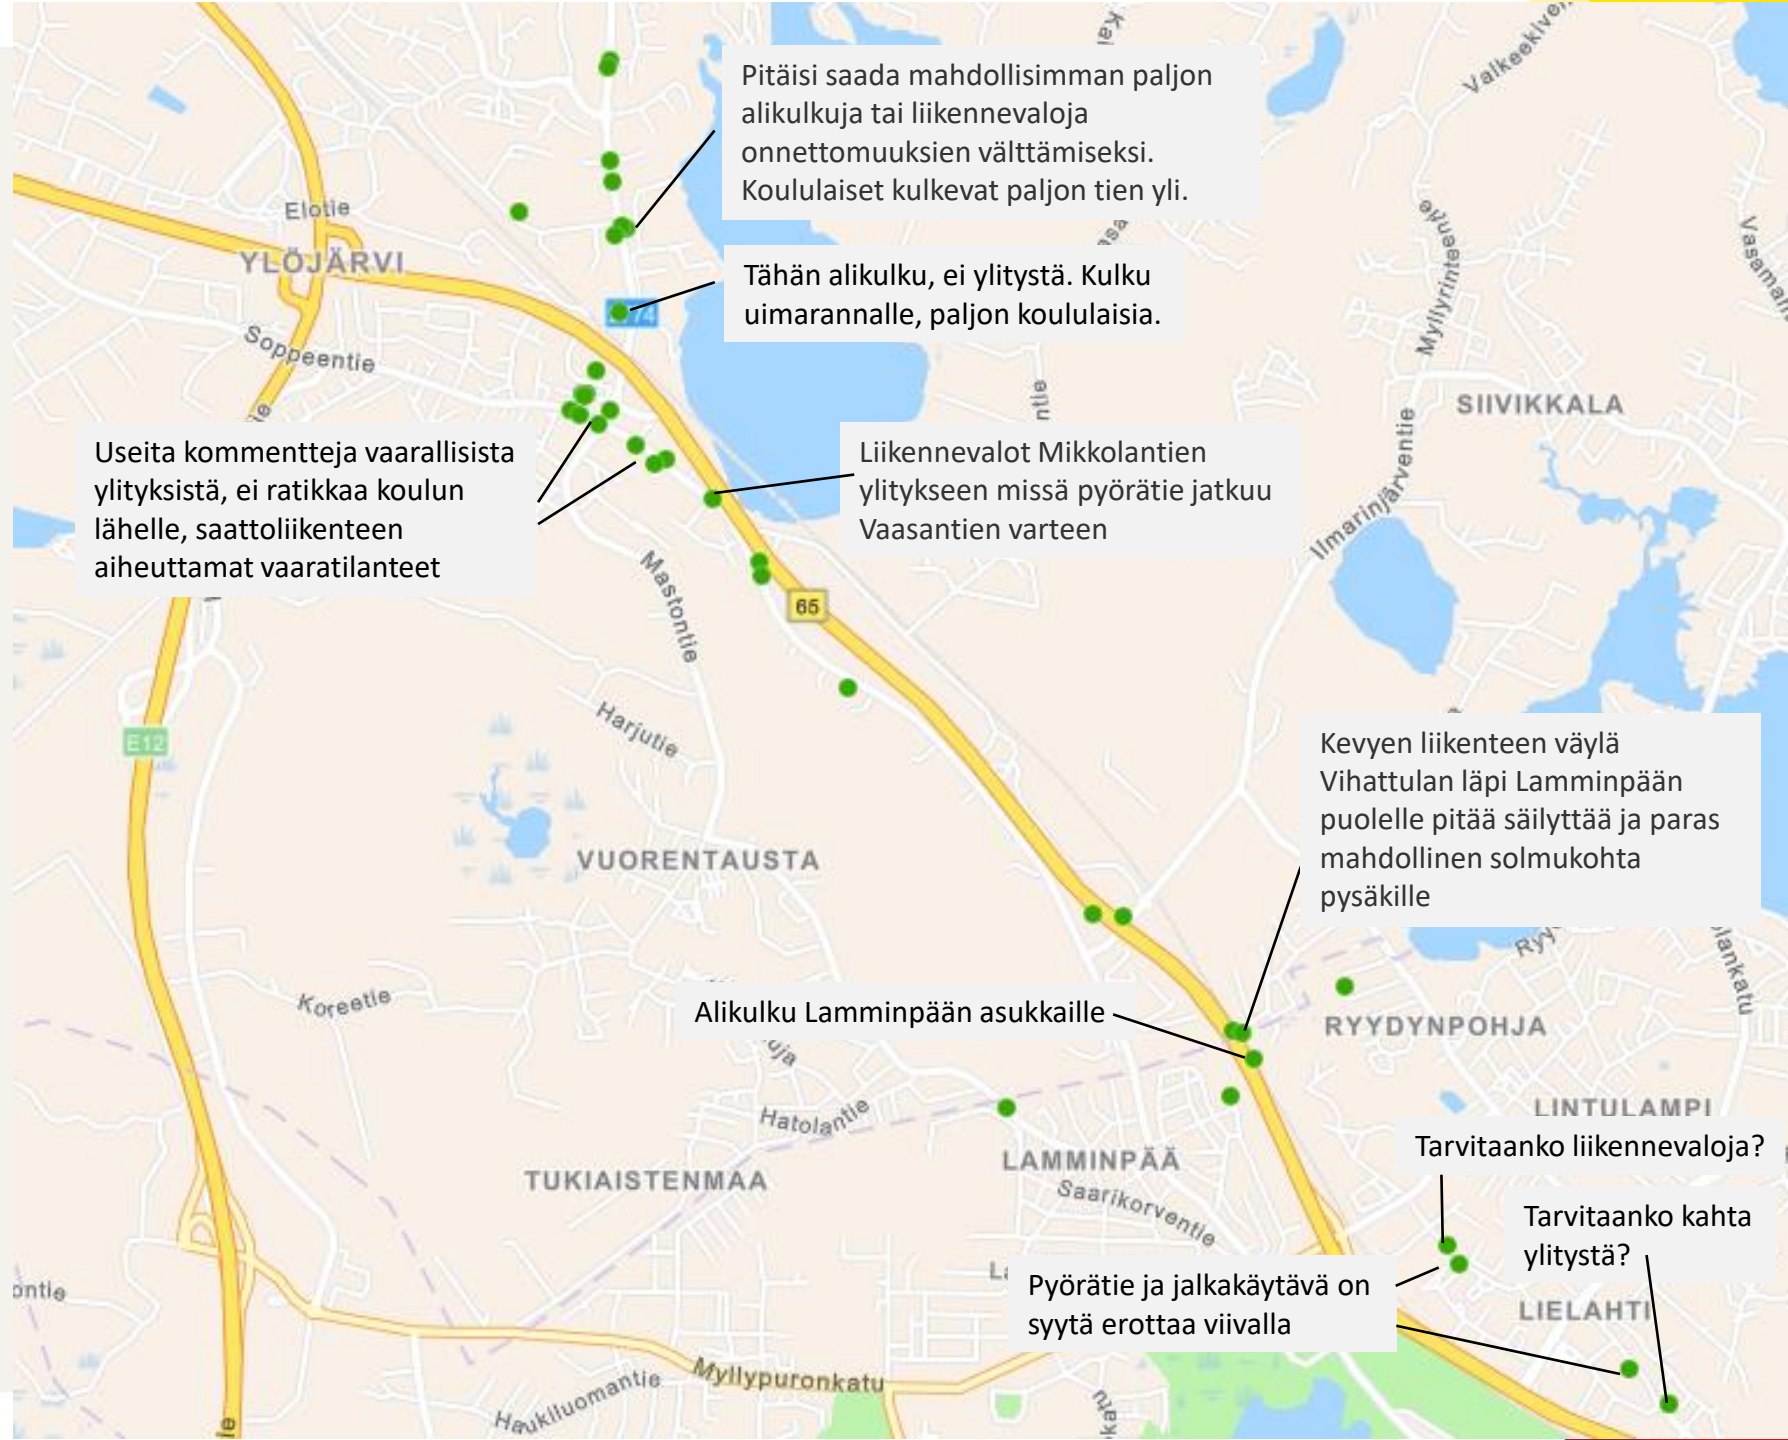 Pitäisi saada mahdollisimman paljon
alikulkuja tai liikennevaloja
onnettomuuksien välttämiseksi.
Koululaiset kulkevat paljon tien yli.
Elotie
YLÖJÄRVI
Tähän alikulku, ei ylitystä. Kulku
uimarannalle, paljon koululaisia.
Soppeentie
Myllyrinteentie
SIIVIKKALA
Useita kommentteja vaarallisista
ylityksistä, ei ratikkaa koulun
lähelle, saattoliikenteen
aiheuttamat vaaratilanteet
Liikennevalot Mikkolantien
ylitykseen missä pyörätie jatkuu
Vaasantien varteen
Ilmarinjärventie
Mastontie
65
Harjutie
E12
Kevyen liikenteen väylä
Vihattulan läpi Lamminpään
puolelle pitää säilyttää ja paras
mahdollinen solmukohta
pysäkille
VUORENTAUSTA
Koreetie
Alikulku Lamminpään asukkaille
RYYDYNPOHJA
Hatolantie
LINTULAMPI
Tarvitaanko liikennevaloja?
LAMMINPÄÄ
TUKIAISTENMAA
Saarikorventie
Tarvitaanko kahta
ylitystä?
Pyörätie ja jalkakäytävä on
syytä erottaa viivalla
LIELAHTI
Myllypuronkatu
Haukiluomantie